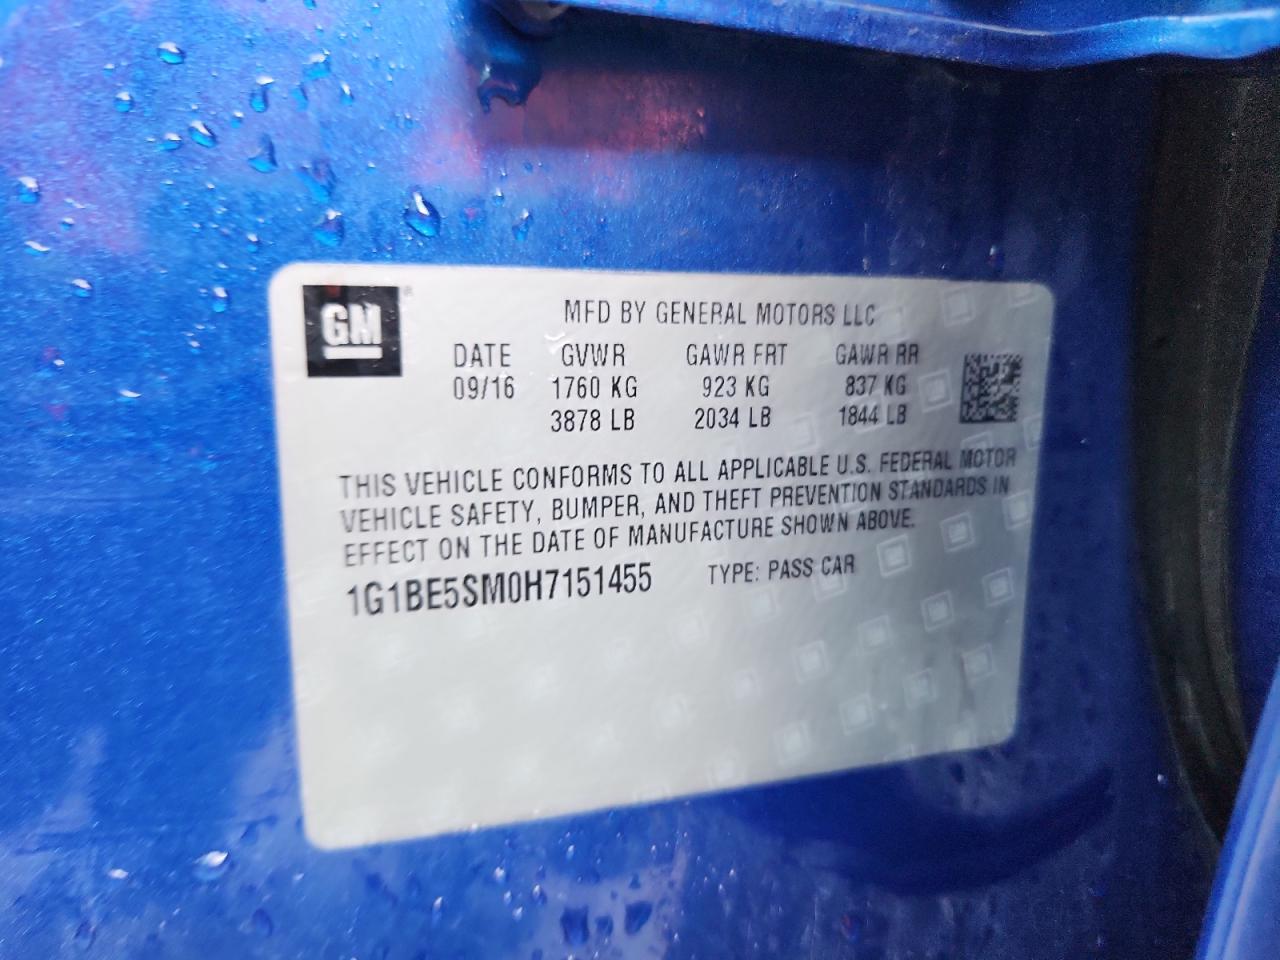 GM
MFD BY GENERAL MOTORS LLC
DATE GVWR GAWR FRT GAWR RR
09/16 1760 KG 923 KG 837 KG
3878 LB 2034 LB 1844 LB
THIS VEHICLE CONFORMS TO ALL APPLICABLE U.S. FEDERAL MOTOR
VEHICLE SAFETY, BUMPER, AND THEFT PREVENTION STANDARDS IN
EFFECT ON THE DATE OF MANUFACTURE SHOWN ABOVE.
1G1BE5SM0H7151455 TYPE: PASS CAR